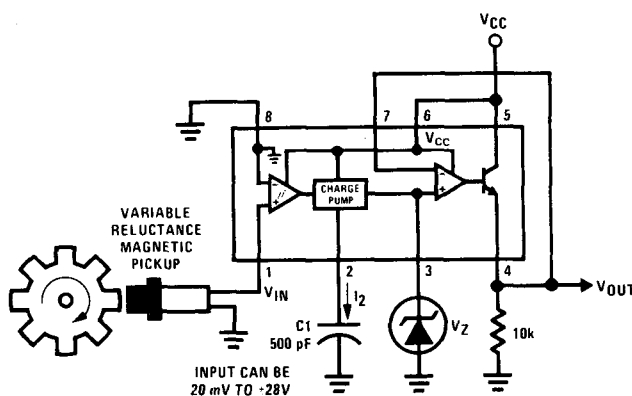 VCC
8
7
6
5
VCC
CHARGE
PUMP
VARIABLE
RELUCTANCE
MAGNETIC
PICKUP
1
2
3
4
VIN
I2
VOUT
C1
500 pF
VZ
10k
INPUT CAN BE
20 mV TO +28V